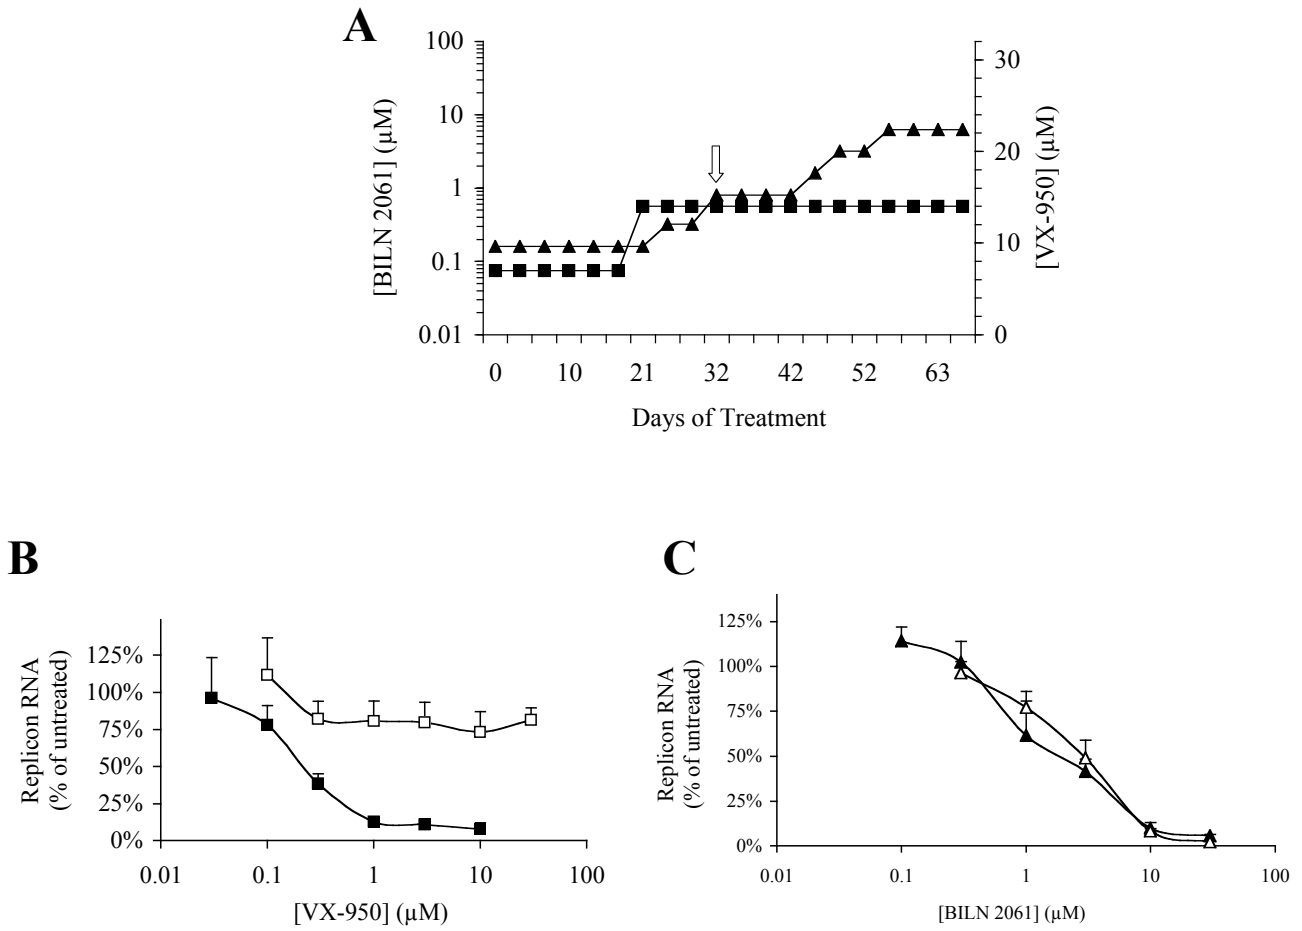 A
100
10
1
0.1
0.01
[BILN 2061] (µM)
30
20
10
0
[VX-950] (µM)
0 10 21 32 42 52 63
Days of Treatment
B
125%
100%
75%
50%
25%
0%
Replicon RNA
(% of untreated)
0.01 0.1 1 10 100
[VX-950] (µM)
C
125%
100%
75%
50%
25%
0%
Replicon RNA
(% of untreated)
0.01 0.1 1 10 100
[BILN 2061] (µM)